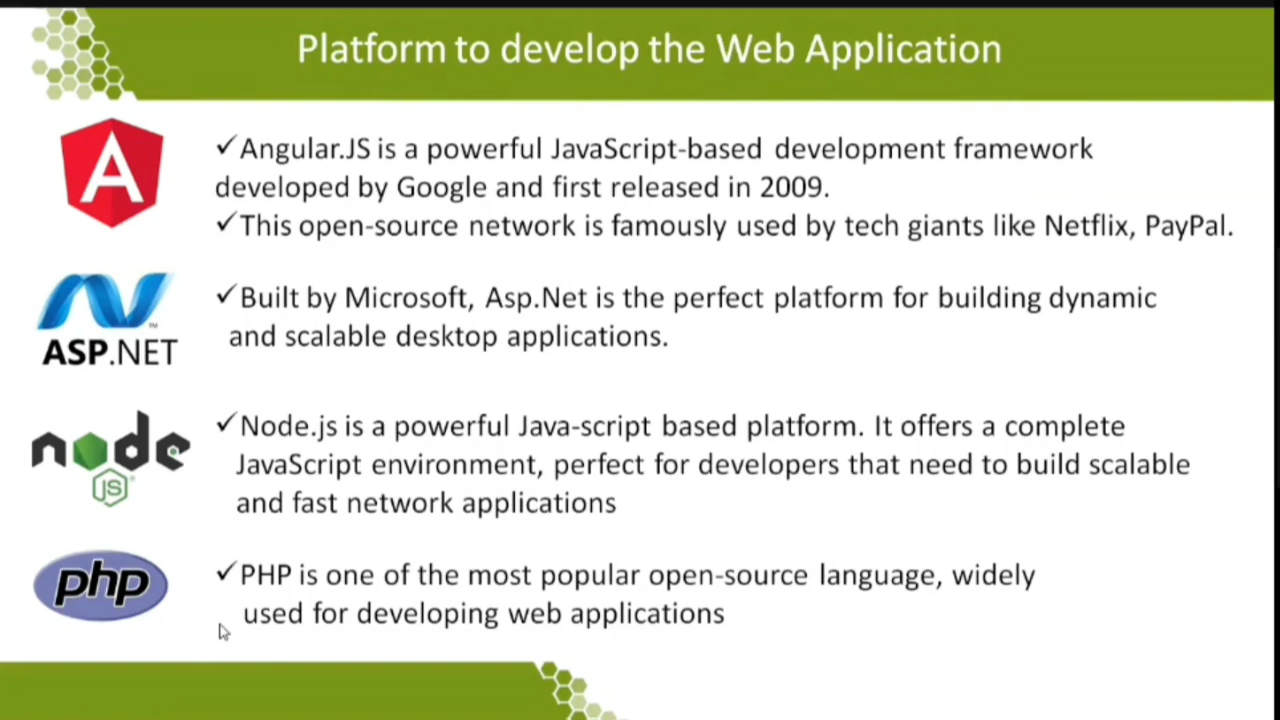 Platform to develop the Web Application
A
✓Angular.JS is a powerful JavaScript-based development framework
developed by Google and first released in 2009.
✓This open-source network is famously used by tech giants like Netflix, PayPal.
ASP.NET
TM
✓Built by Microsoft, Asp.Net is the perfect platform for building dynamic
and scalable desktop applications.
node
JS
®
✓Node.js is a powerful Java-script based platform. It offers a complete
JavaScript environment, perfect for developers that need to build scalable
and fast network applications
php
✓PHP is one of the most popular open-source language, widely
used for developing web applications